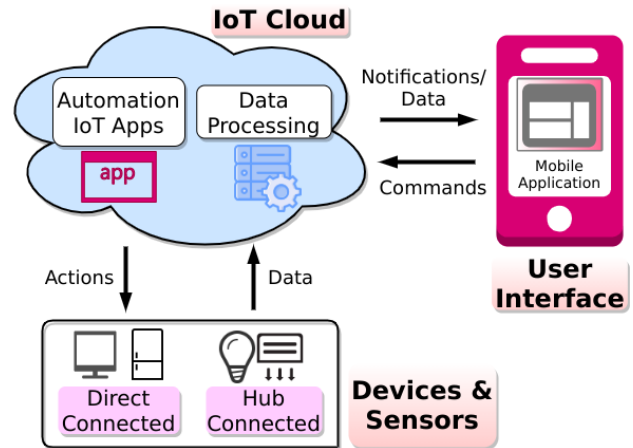 IoT Cloud
Automation
IoT Apps
Data
Processing
app
Notifications/
Data
Commands
Mobile
Application
User
Interface
Actions
Data
Direct
Connected
Hub
Connected
Devices &
Sensors